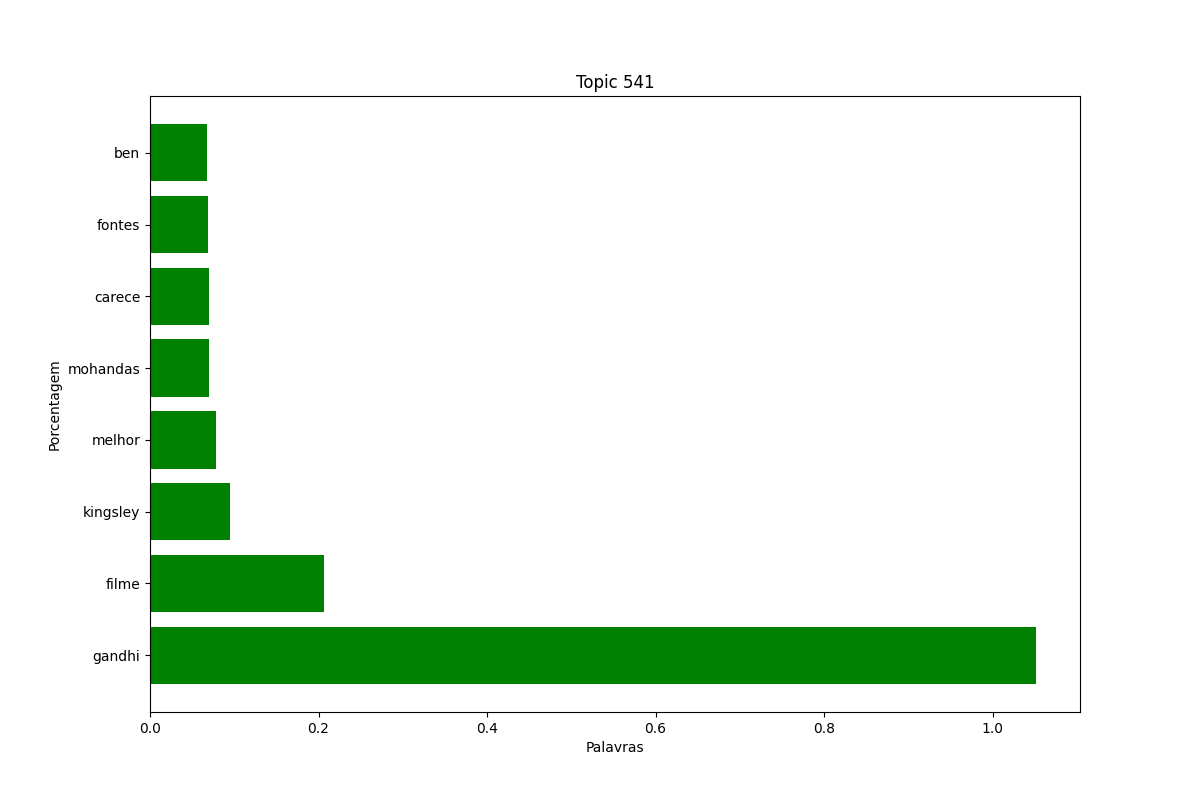 Topic 541
ben
fontes
carece
mohandas
melhor
kingsley
filme
gandhi
Porcentagem
0.0 0.2 0.4 0.6 0.8 1.0
Palavras